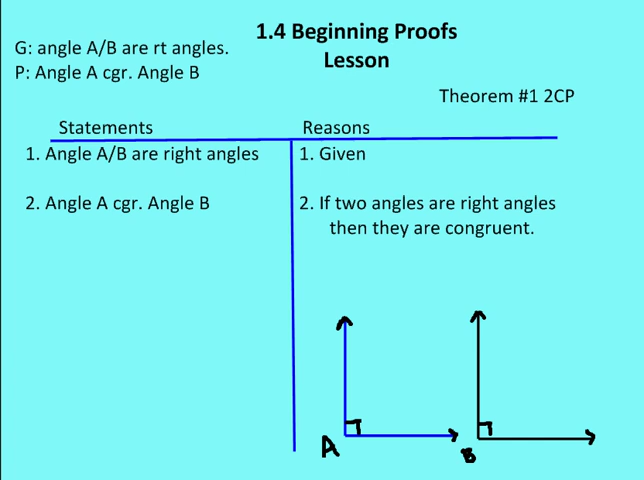 1.4 Beginning Proofs
Lesson
G: angle A/B are rt angles.
P: Angle A cgr. Angle B
Theorem #1 2CP
Statements Reasons
1. Angle A/B are right angles 1. Given
2. Angle A cgr. Angle B 2. If two angles are right angles
then they are congruent.
A B